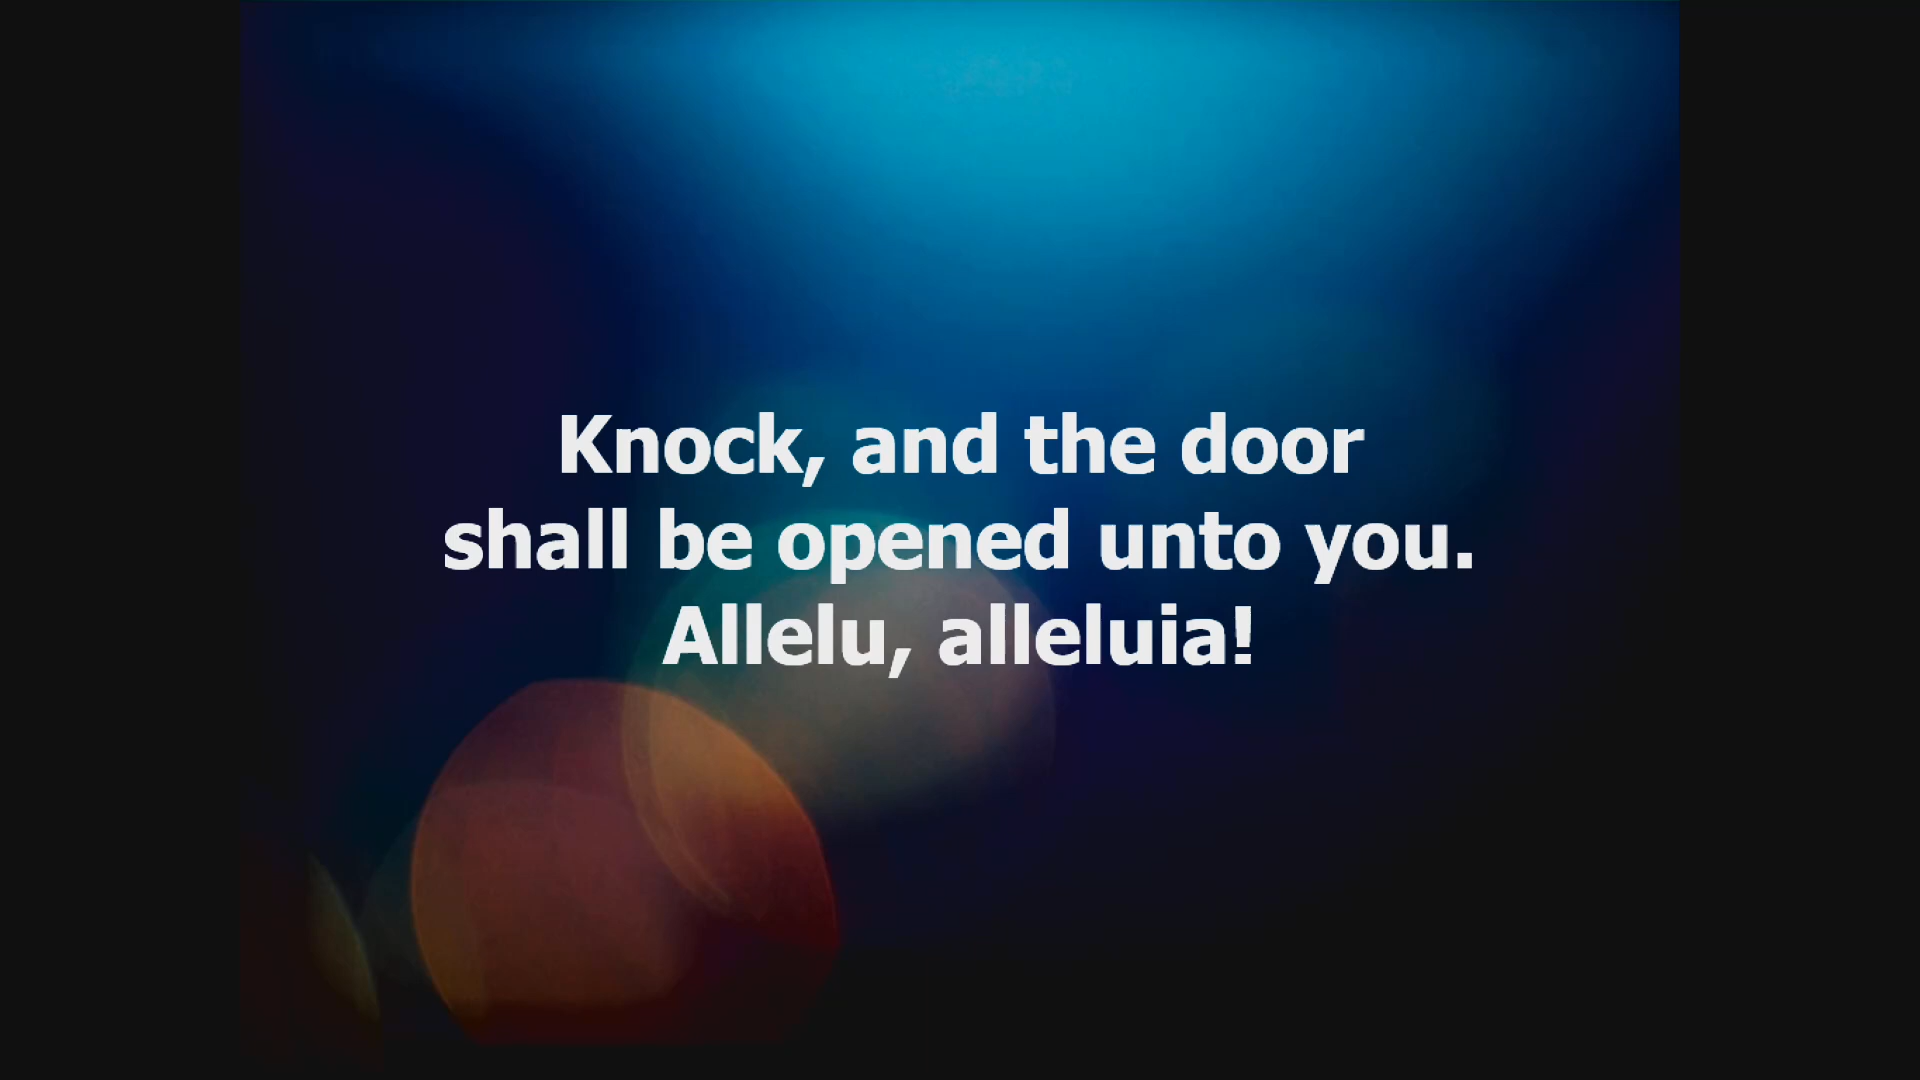 Knock, and the door
shall be opened unto you.
Allelu, alleluia!